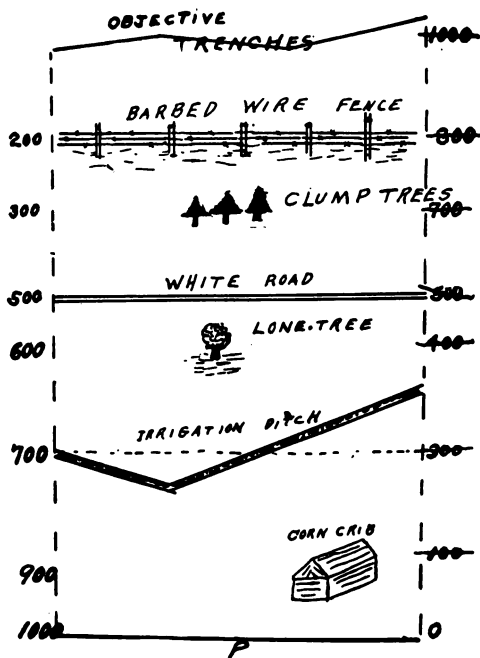 OBJECTIVE
TRENCHES
1000
BARBED WIRE FENCE
200 800
CLUMP TREES
300 700
WHITE ROAD
500 500
LONE.TREE
600 400
IRRIGATION DITCH
700 300
CORN CRIB
100
900
1000 0
P